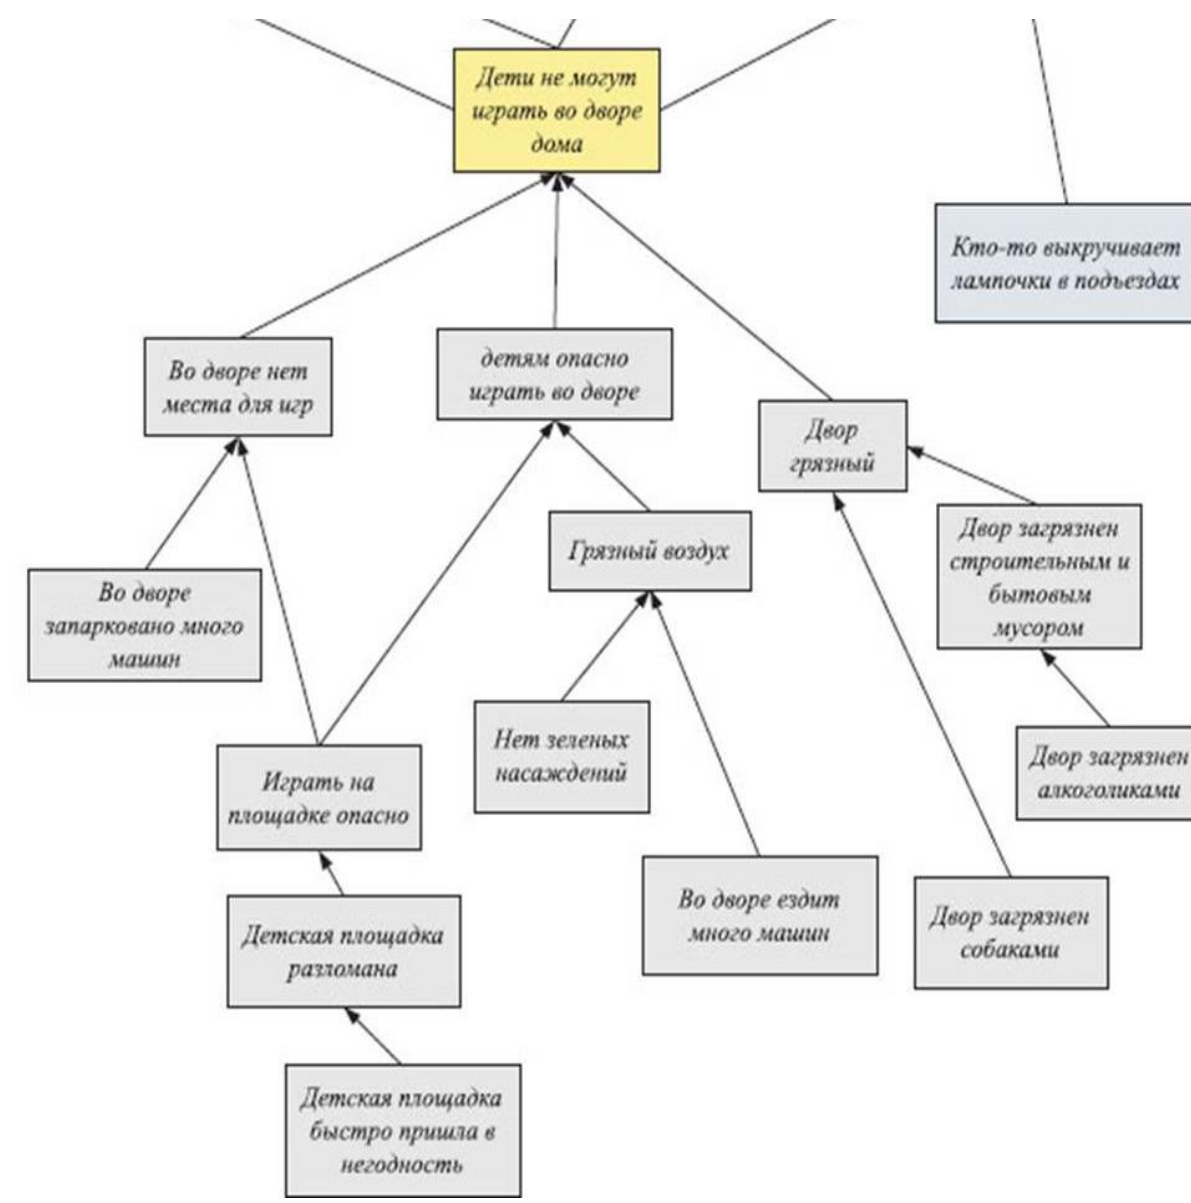 Дети не могут
играть во дворе
дома
Кто-то выкручивает
лампочки в подъездах
Во дворе нет
места для игр
детям опасно
играть во дворе
Двор
грязный
Грязный воздух
Двор загрязнен
строительным и
бытовым
мусором
Во дворе
запарковано много
машин
Нет зеленых
насаждений
Двор загрязнен
алкоголиками
Играть на
площадке опасно
Во дворе ездит
много машин
Двор загрязнен
собаками
Детская площадка
разломана
Детская площадка
быстро пришла в
негодность